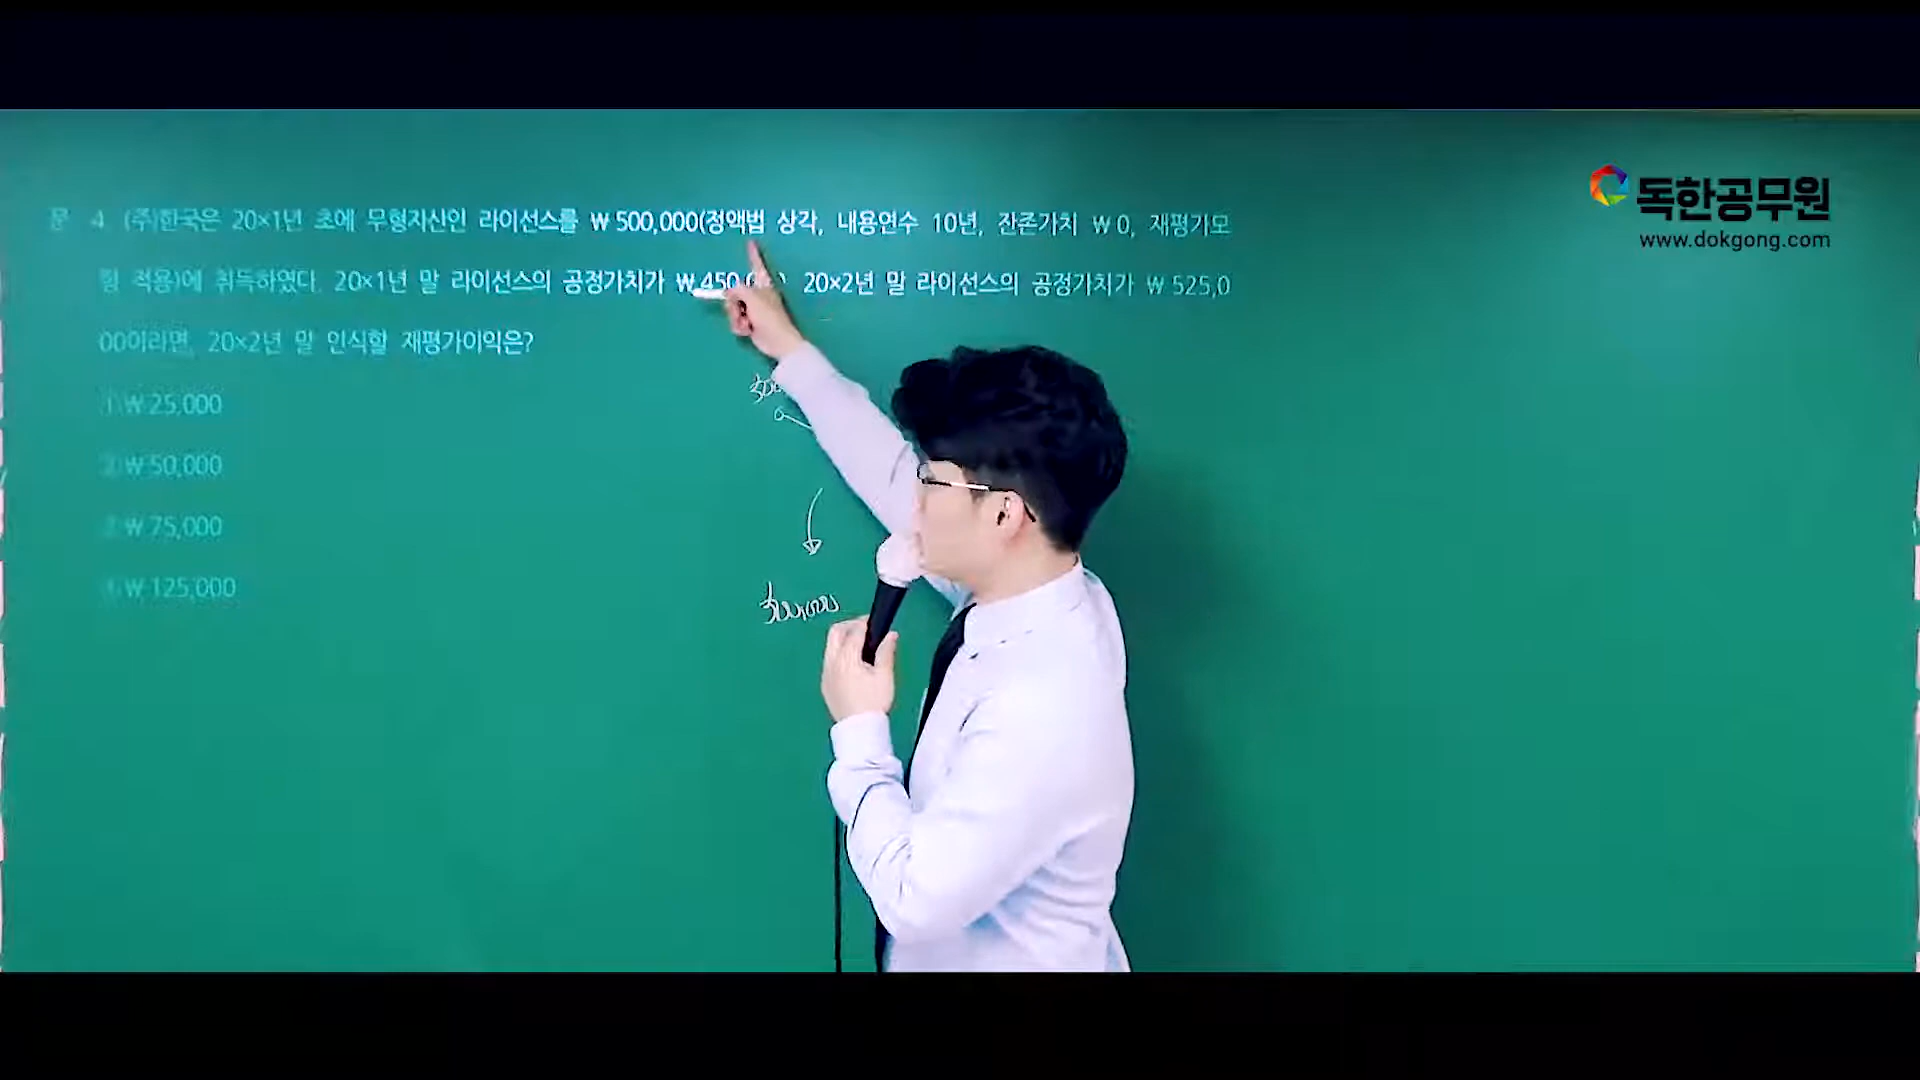 문 4 (주)한국은 20×1년 초에 무형자산인 라이선스를 ₩500,000(정액법 상각, 내용연수 10년, 잔존가치 ₩0, 재평가모
형 적용)에 취득하였다. 20×1년 말 라이선스의 공정가치가 ₩450, 20×2년 말 라이선스의 공정가치가 ₩525,0
00이라면, 20×2년 말 인식할 재평가이익은?
① ₩25,000
② ₩50,000
③ ₩75,000
④ ₩125,000
독한공무원
www.dokgong.com